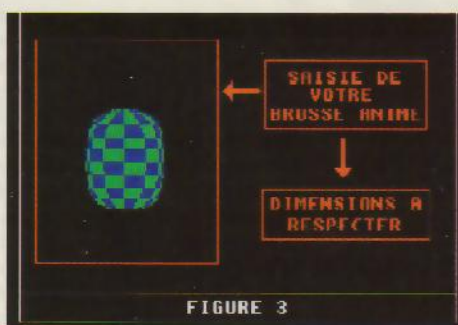 SAISIE DE
VOTRE
BROSSE ANIME
DIMENSIONS A
RESPECTER
FIGURE 3